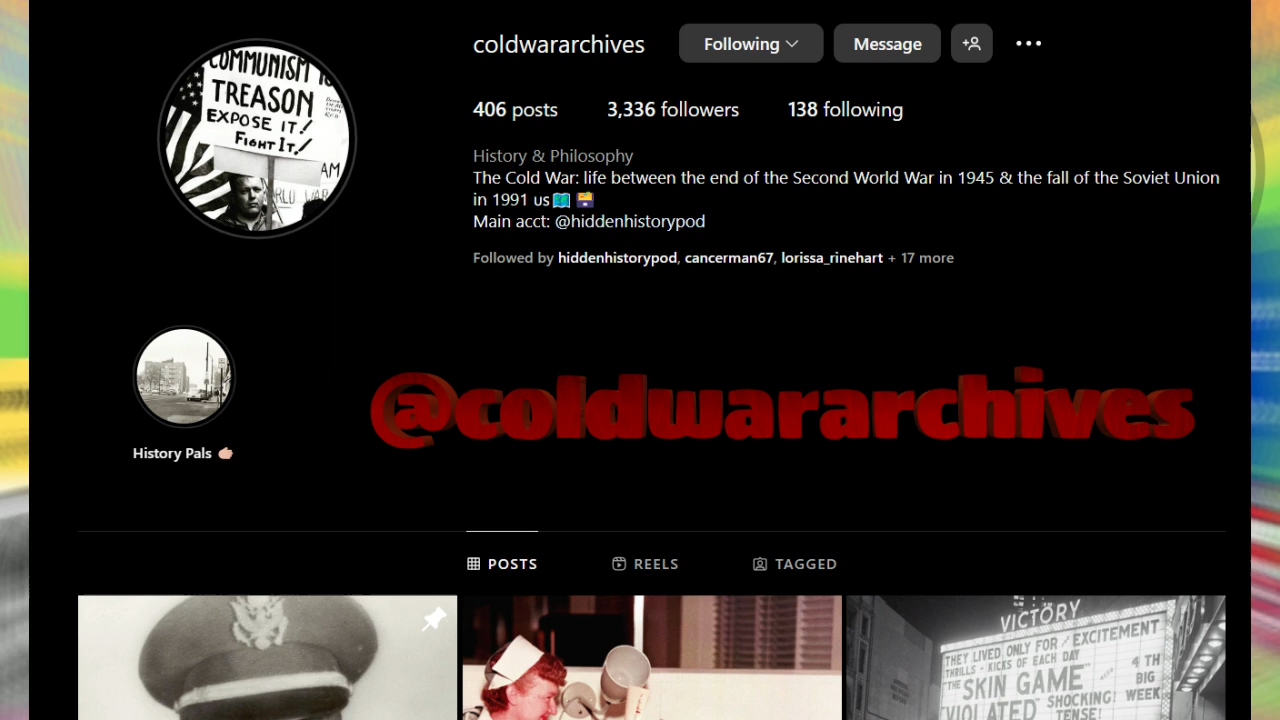 coldwararchives
Following
Message
406 posts
3,336 followers
138 following
History & Philosophy
The Cold War: life between the end of the Second World War in 1945 & the fall of the Soviet Union
in 1991 us
Main acct: @hiddenhistorypod
Followed by hiddenhistorypod, cancerman67, lorissa_rinehart + 17 more
COMMUNISM
TREASON
EXPOSE IT!
FIGHT IT!
History Pals
@coldwararchives
POSTS
REELS
TAGGED
VICTORY
THEY LIVED ONLY FOR EXCITEMENT
THRILLS - KICKS OF EACH DAY
"THE SKIN GAME"
4 TH
BIG
WEEK
VIOLATED
SHOCKING!
TENSE!